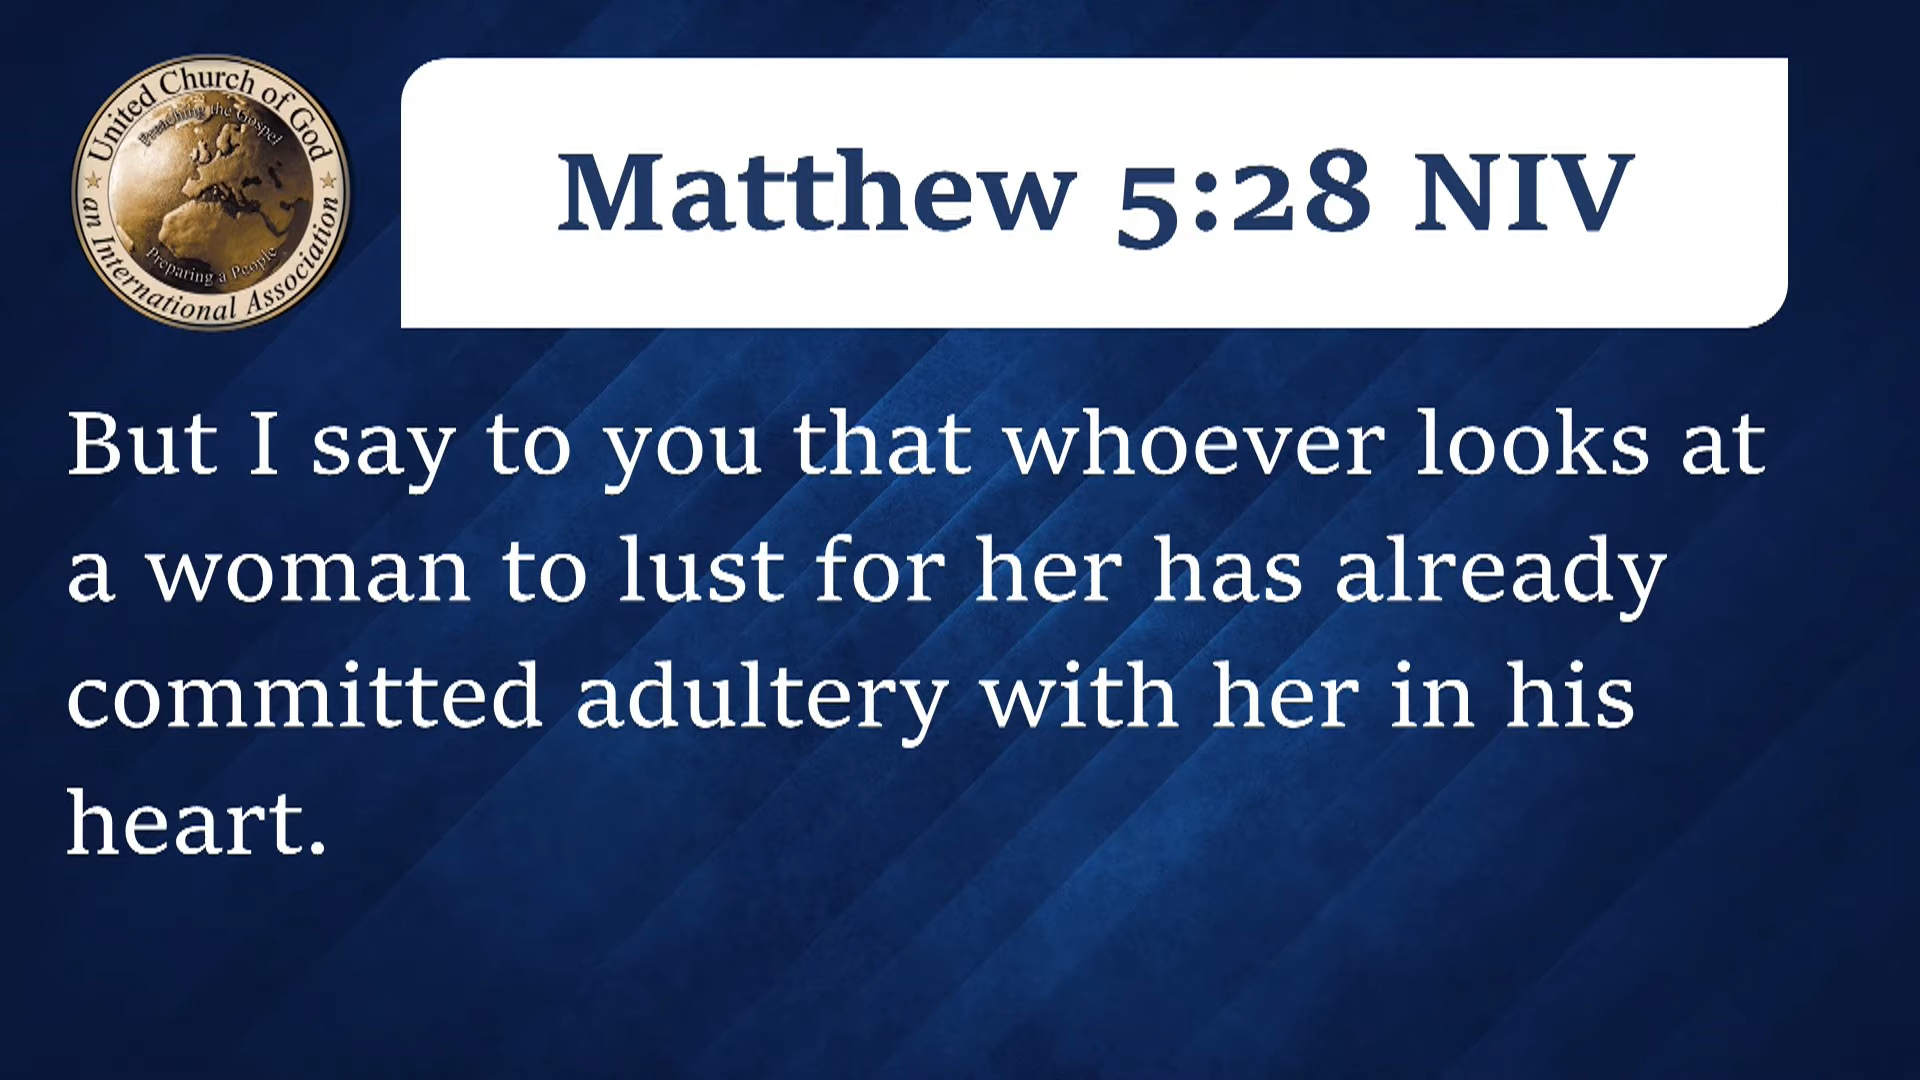 United Church of God
Preaching the Gospel
Preparing a People
an International Association
Matthew 5:28 NIV
But I say to you that whoever looks at
a woman to lust for her has already
committed adultery with her in his
heart.